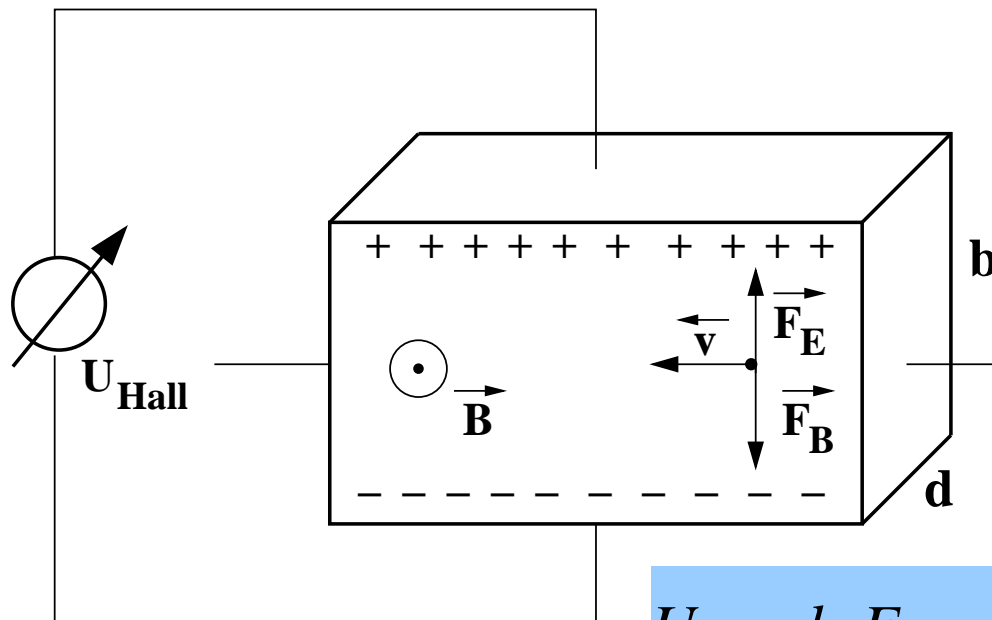 + + + + + + + + + +
b
F_E
v
U_Hall
B
F_B
− − − − − − − − − −
d